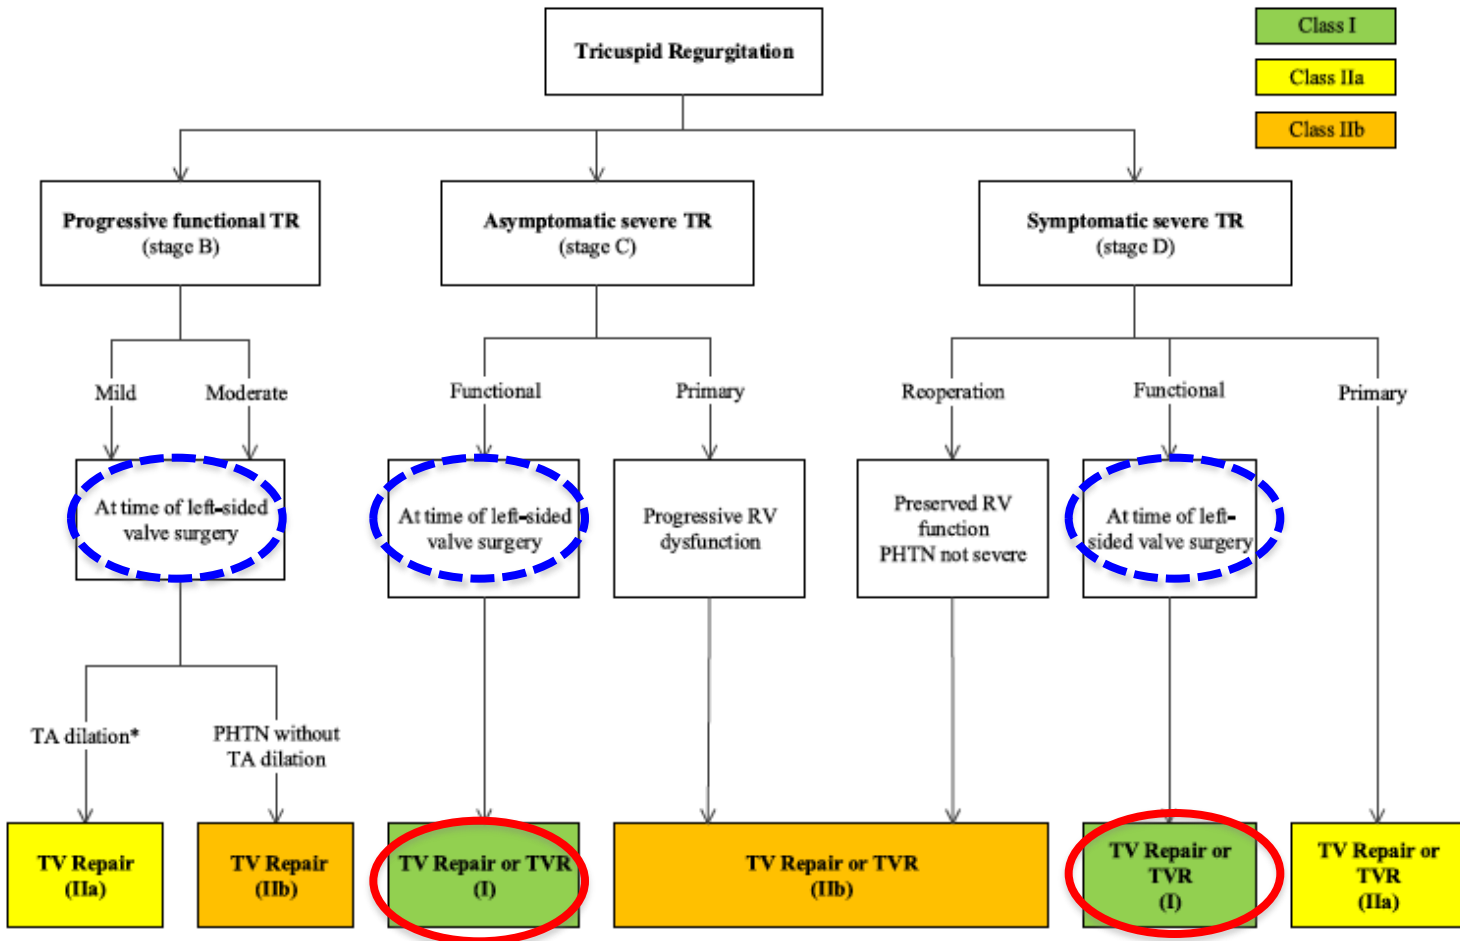 Tricuspid Regurgitation
Class I
Class IIa
Class IIb
Progressive functional TR
(stage B)
Asymptomatic severe TR
(stage C)
Symptomatic severe TR
(stage D)
Mild
Moderate
Functional
Primary
Reoperation
Functional
Primary
At time of left-sided
valve surgery
At time of left-sided
valve surgery
Progressive RV
dysfunction
Preserved RV
function
PHTN not severe
At time of left-
sided valve surgery
TA dilation*
PHTN without
TA dilation
TV Repair
(IIa)
TV Repair
(IIb)
TV Repair or TVR
(I)
TV Repair or TVR
(IIb)
TV Repair or
TVR
(I)
TV Repair or
TVR
(IIa)